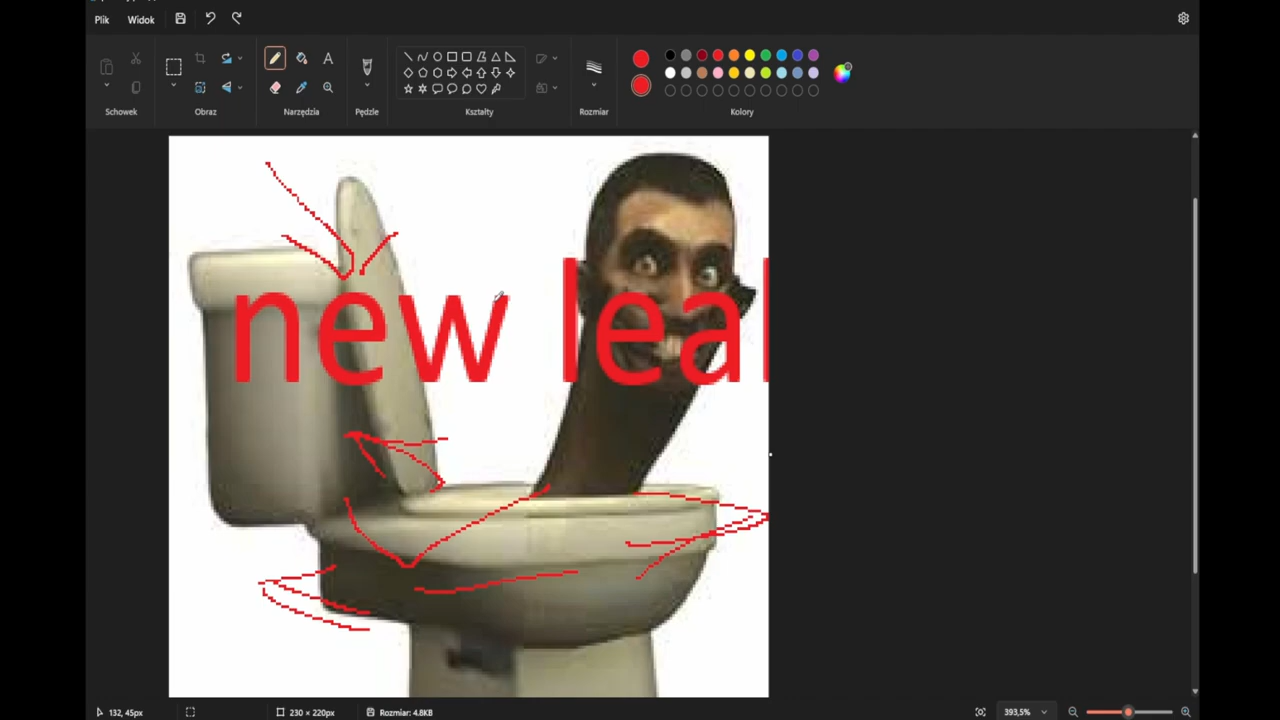 Plik Widok
Schowek Obraz Narzędzia Pędzle Kształty Rozmiar Kolory
new leal
132, 45px 230 × 220px Rozmiar: 4.8KB 393,5%